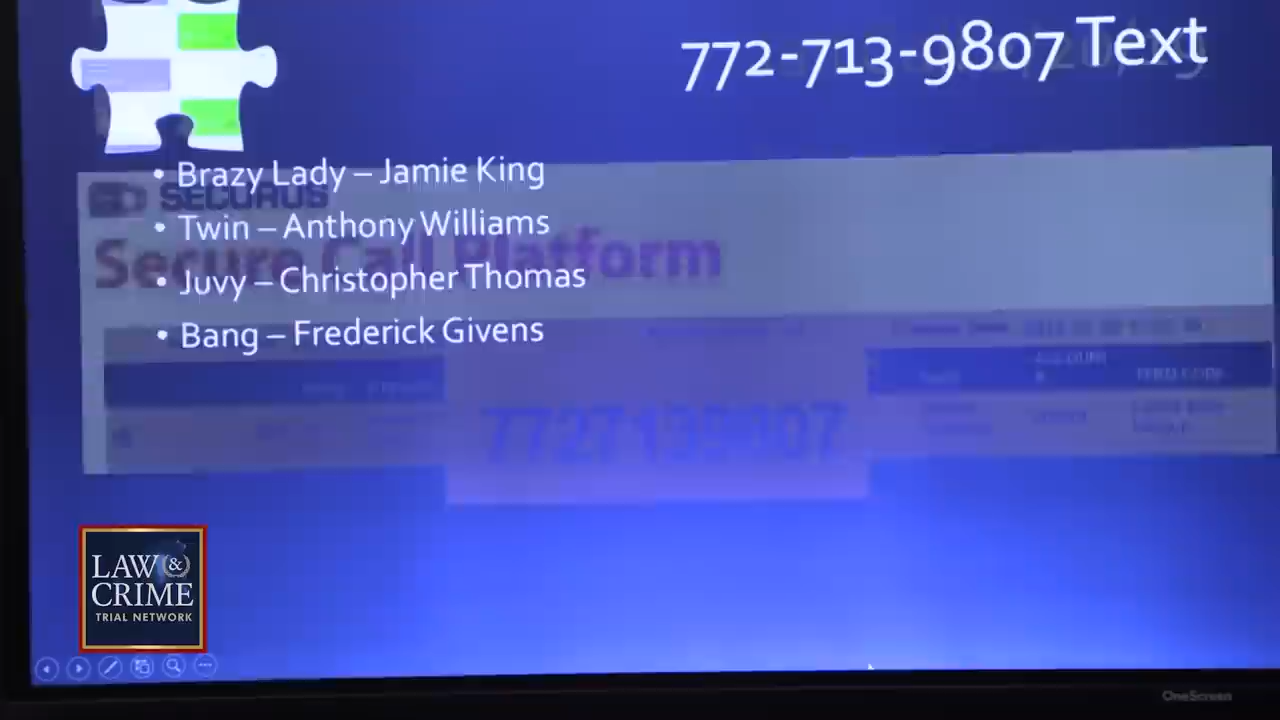 772-713-9807 Text
• Brazy Lady – Jamie King
SECURUS
• Twin – Anthony Williams
Secure Call Platform
• Juvy – Christopher Thomas
• Bang – Frederick Givens
7727139807
LAW &
CRIME
TRIAL NETWORK
OneScreen